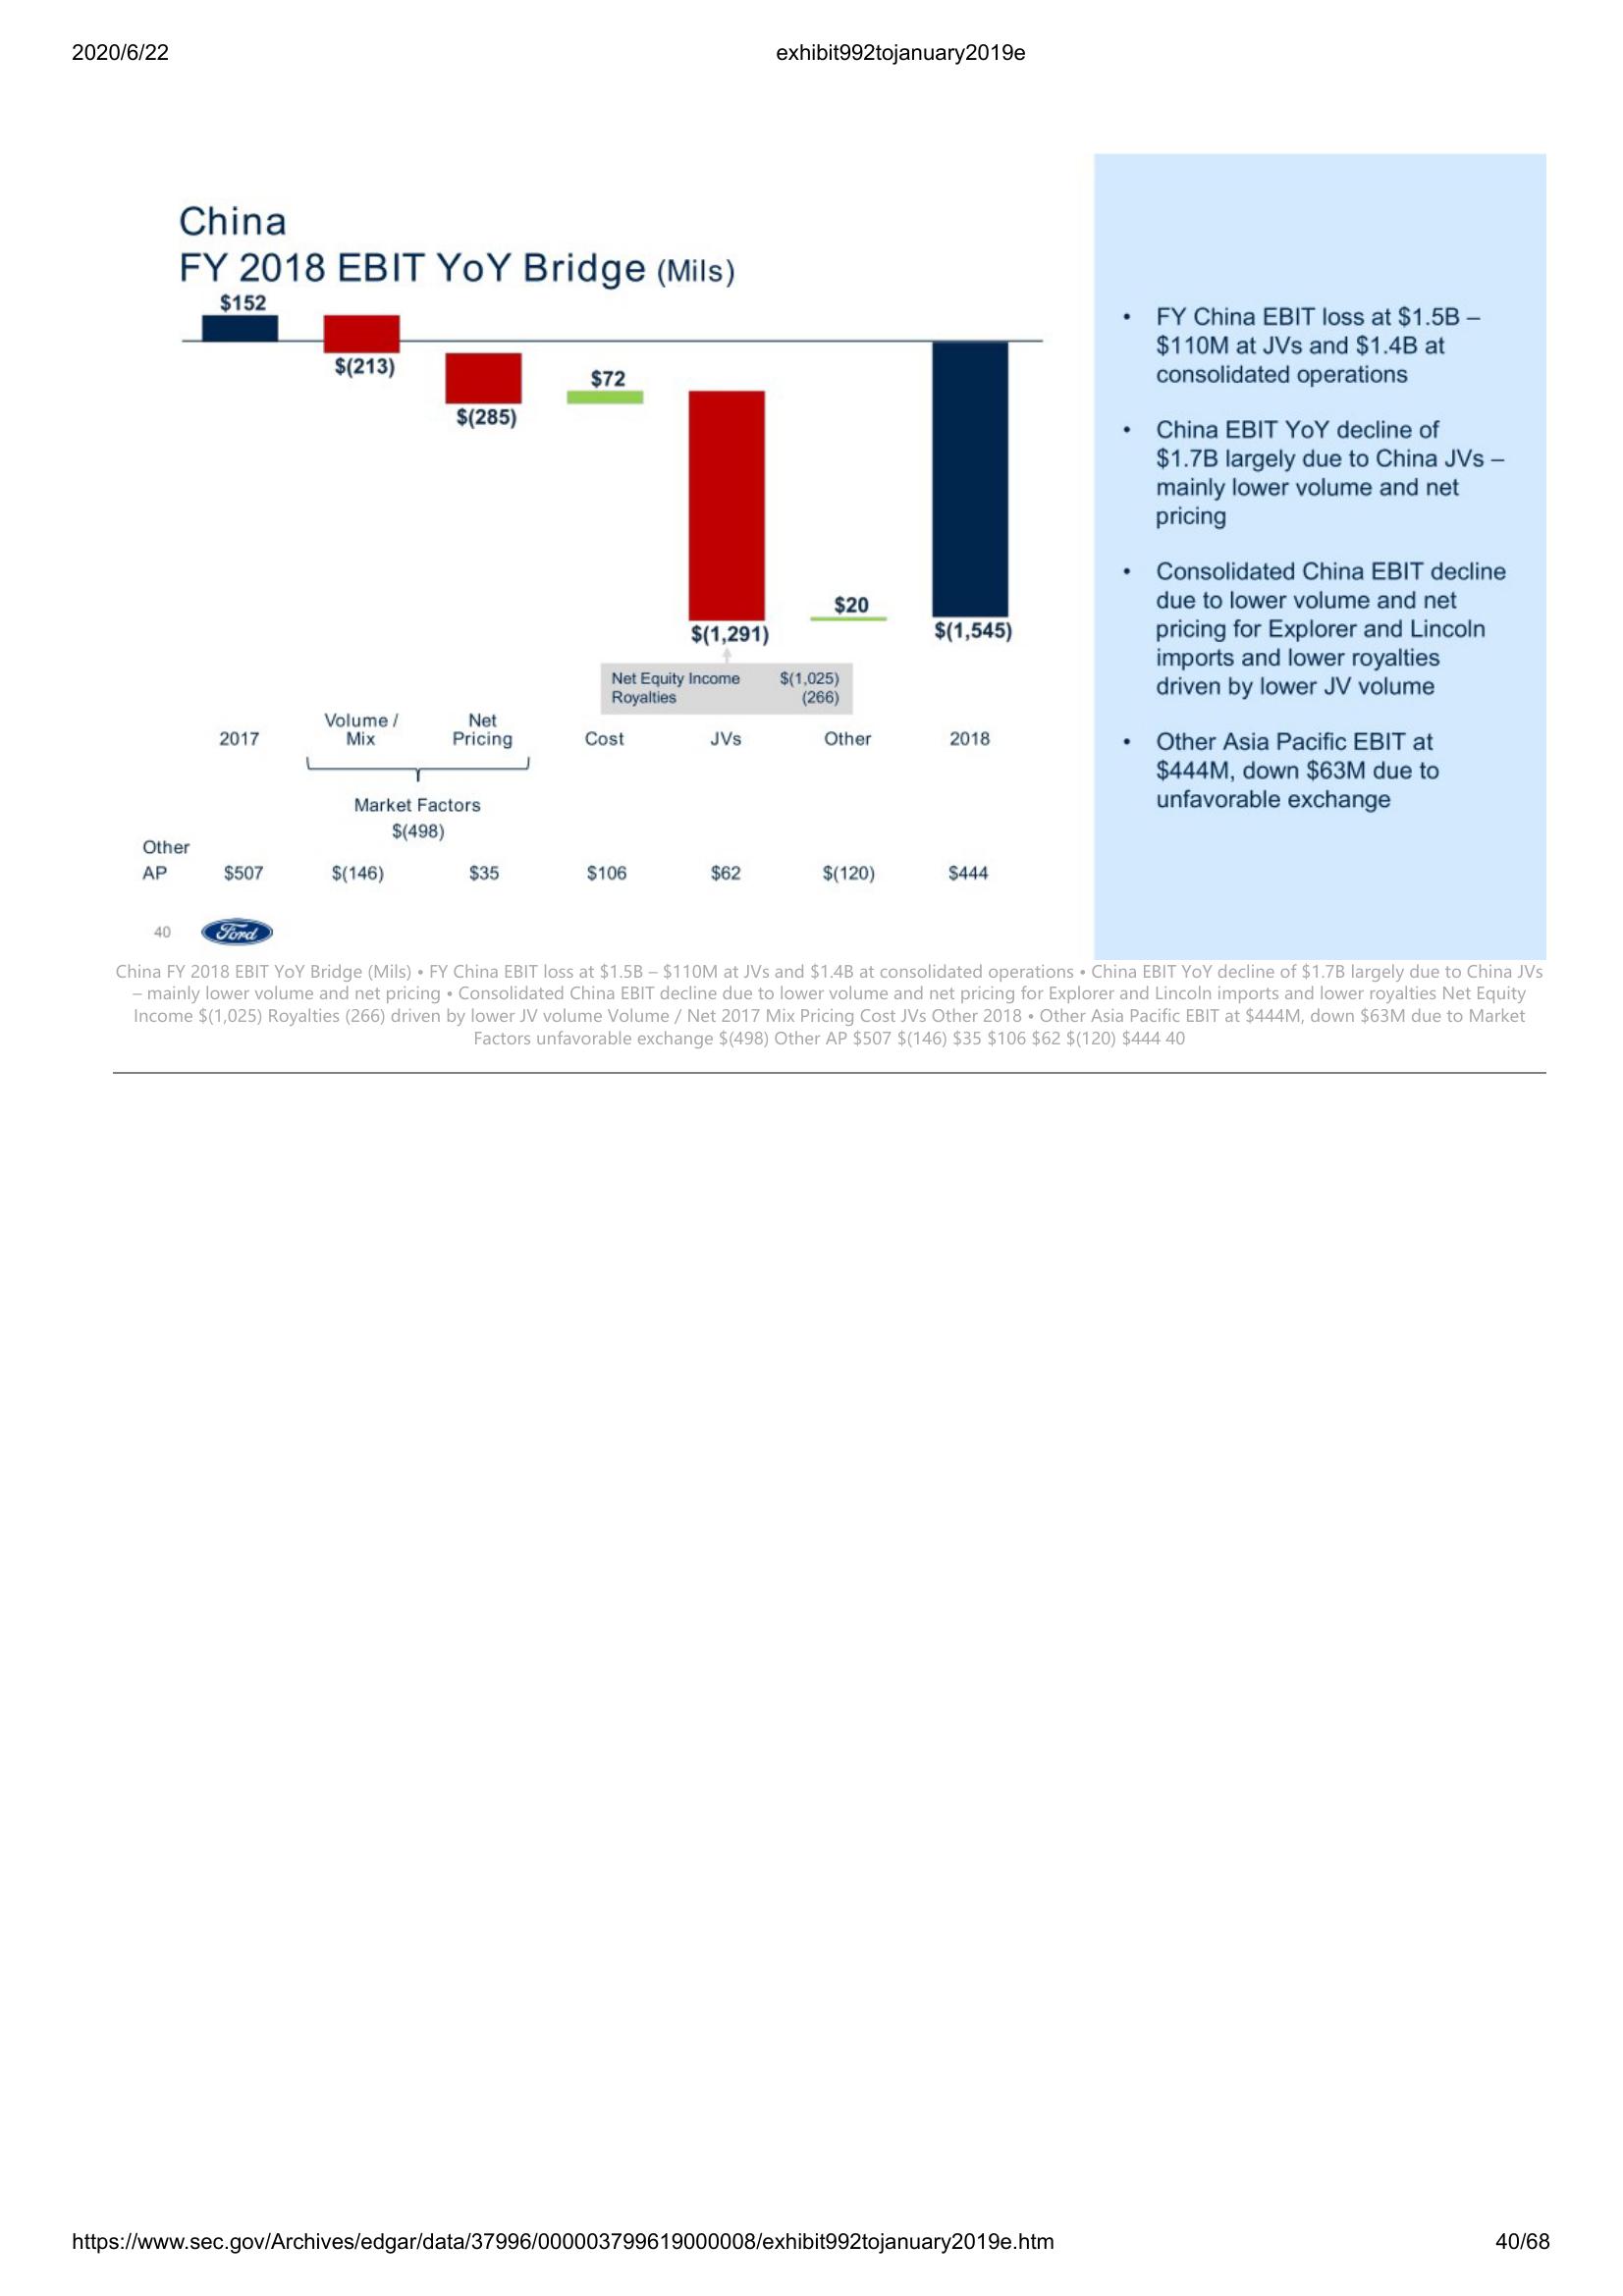 2020/6/22 exhibit992tojanuary2019e
China
FY 2018 EBIT YoY Bridge (Mils)
$152
$(213)
$(285)
$72
$(1,291)
$20
$(1,545)
Net Equity Income $(1,025)
Royalties (266)
2017 Volume / Mix Net Pricing Cost JVs Other 2018
Market Factors
$(498)
Other
AP $507 $(146) $35 $106 $62 $(120) $444
40 Ford
• FY China EBIT loss at $1.5B –
$110M at JVs and $1.4B at
consolidated operations
• China EBIT YoY decline of
$1.7B largely due to China JVs –
mainly lower volume and net
pricing
• Consolidated China EBIT decline
due to lower volume and net
pricing for Explorer and Lincoln
imports and lower royalties
driven by lower JV volume
• Other Asia Pacific EBIT at
$444M, down $63M due to
unfavorable exchange
China FY 2018 EBIT YoY Bridge (Mils) • FY China EBIT loss at $1.5B – $110M at JVs and $1.4B at consolidated operations • China EBIT YoY decline of $1.7B largely due to China JVs
– mainly lower volume and net pricing • Consolidated China EBIT decline due to lower volume and net pricing for Explorer and Lincoln imports and lower royalties Net Equity
Income $(1,025) Royalties (266) driven by lower JV volume Volume / Net 2017 Mix Pricing Cost JVs Other 2018 • Other Asia Pacific EBIT at $444M, down $63M due to Market
Factors unfavorable exchange $(498) Other AP $507 $(146) $35 $106 $62 $(120) $444 40
https://www.sec.gov/Archives/edgar/data/37996/000003799619000008/exhibit992tojanuary2019e.htm 40/68